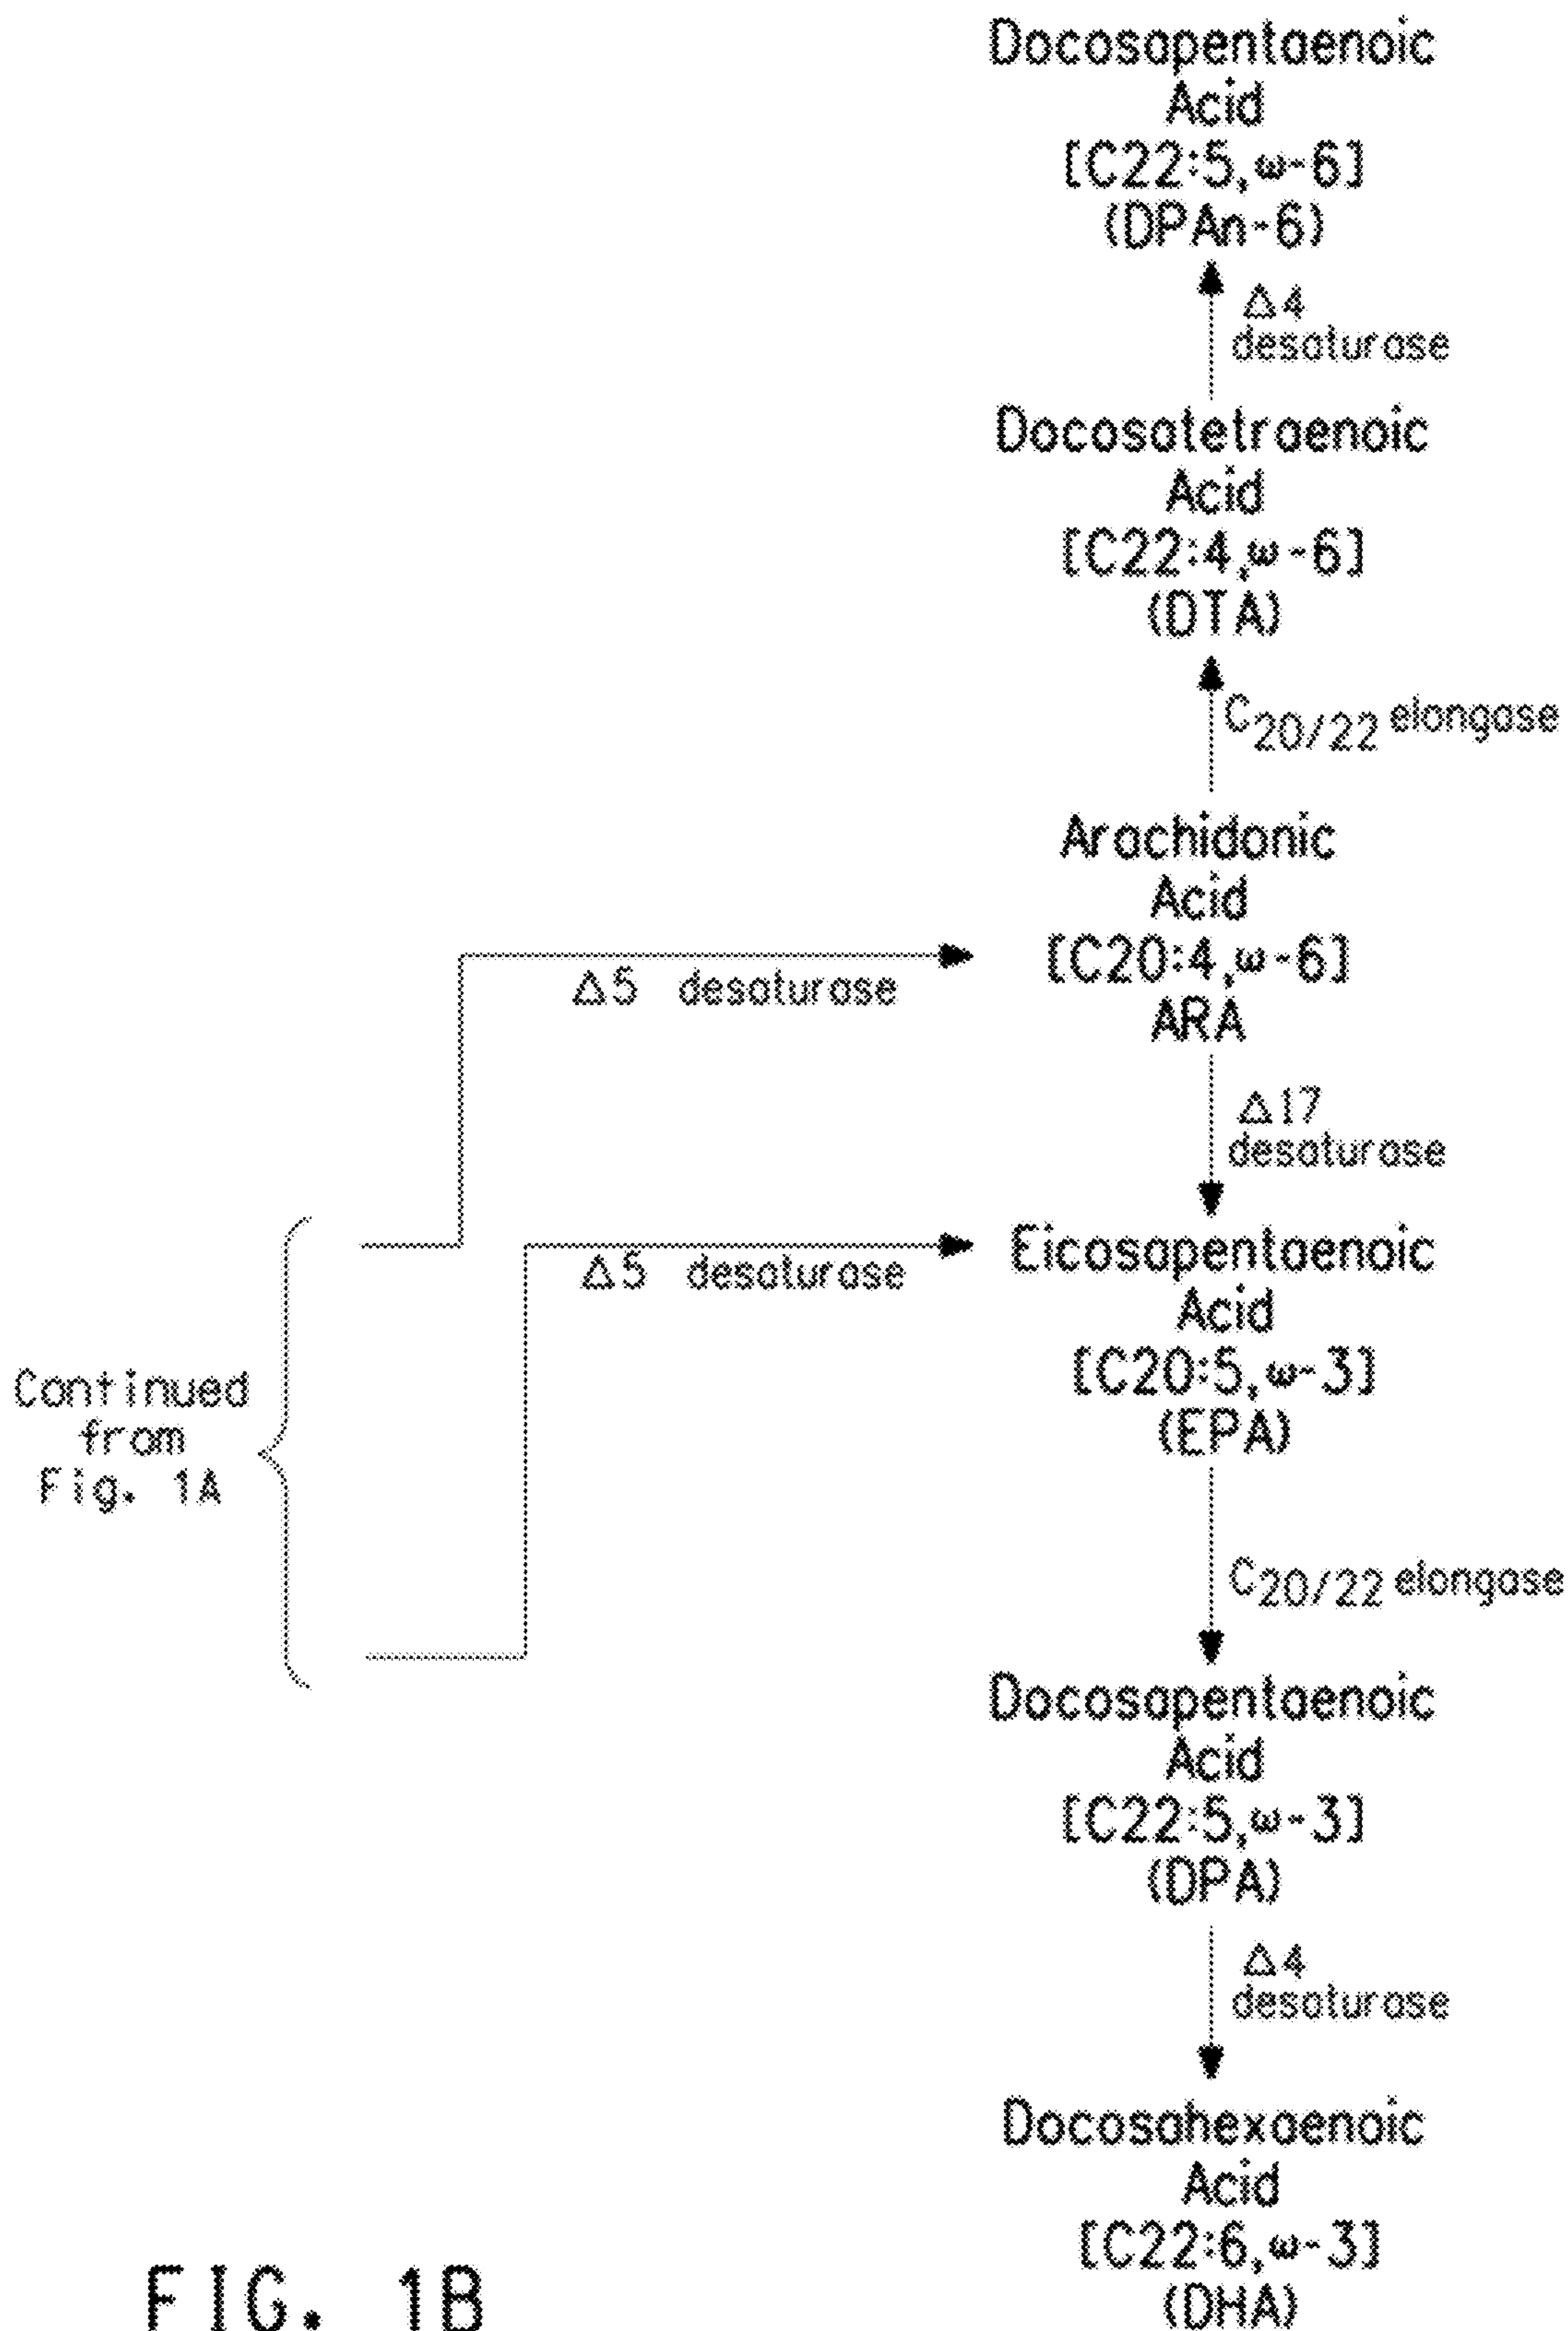 Docosapentaenoic
Acid
[C22:5,ω-6]
(DPAn-6)
Δ4
desaturase
Docosatetraenoic
Acid
[C22:4,ω-6]
(DTA)
C20/22 elongase
Arachidonic
Acid
[C20:4,ω-6]
ARA
Δ5 desaturase
Δ17
desaturase
Eicosapentaenoic
Acid
[C20:5,ω-3]
(EPA)
Δ5 desaturase
Continued
from
Fig. 1A
C20/22 elongase
Docosapentaenoic
Acid
[C22:5,ω-3]
(DPA)
Δ4
desaturase
Docosahexaenoic
Acid
[C22:6,ω-3]
(DHA)
FIG. 1B